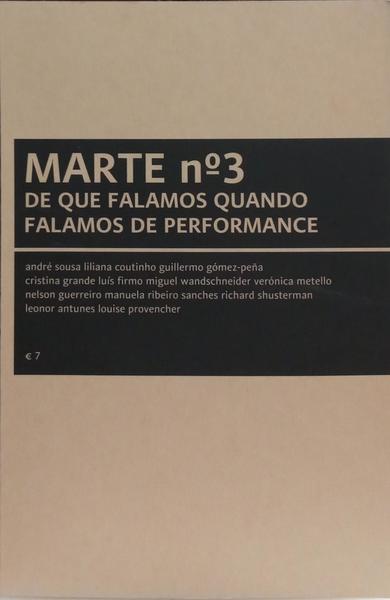 MARTE nº3
DE QUE FALAMOS QUANDO
FALAMOS DE PERFORMANCE
andré sousa liliana coutinho guillermo gómez-peña
cristina grande luís firmo miguel wandschneider verónica metello
nelson guerreiro manuela ribeiro sanches richard shusterman
leonor antunes louise provencher
€ 7